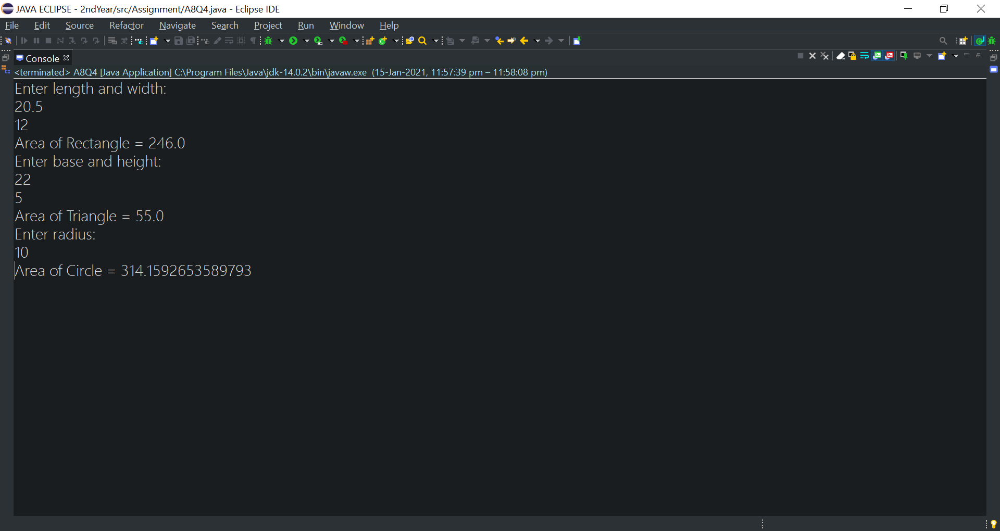 JAVA ECLIPSE - 2ndYear/src/Assignment/A8Q4.java - Eclipse IDE
File Edit Source Refactor Navigate Search Project Run Window Help
Console
<terminated> A8Q4 [Java Application] C:\Program Files\Java\jdk-14.0.2\bin\javaw.exe (15-Jan-2021, 11:57:39 pm – 11:58:08 pm)
Enter length and width:
20.5
12
Area of Rectangle = 246.0
Enter base and height:
22
5
Area of Triangle = 55.0
Enter radius:
10
Area of Circle = 314.1592653589793